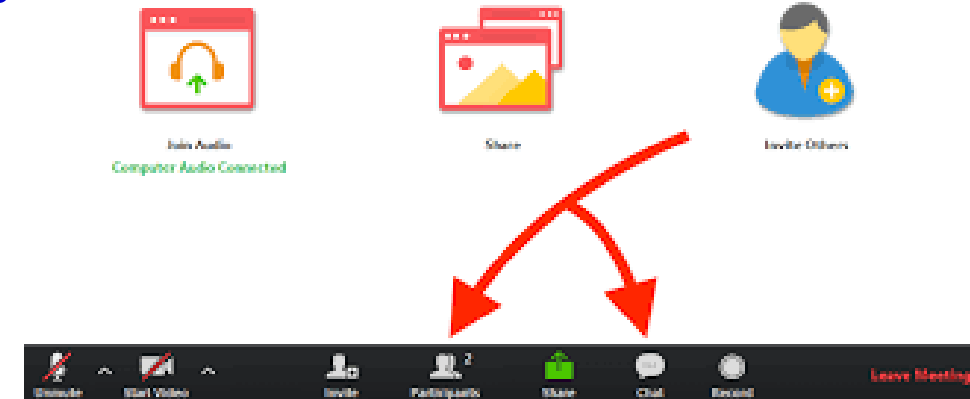 Join Audio
Computer Audio Connected
Share
Invite Others
2
Unmute
Start Video
Invite
Participants
Share
Chat
Record
Leave Meeting